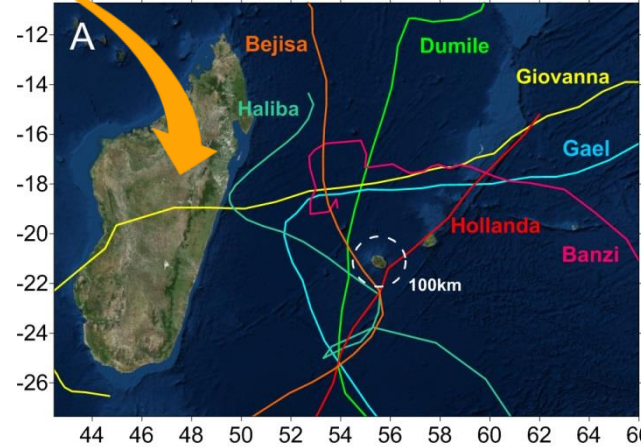 A
Bejisa
Dumile
Giovanna
Haliba
Gael
Hollanda
Banzi
100km
-12
-14
-16
-18
-20
-22
-24
-26
44 46 48 50 52 54 56 58 60 62 64